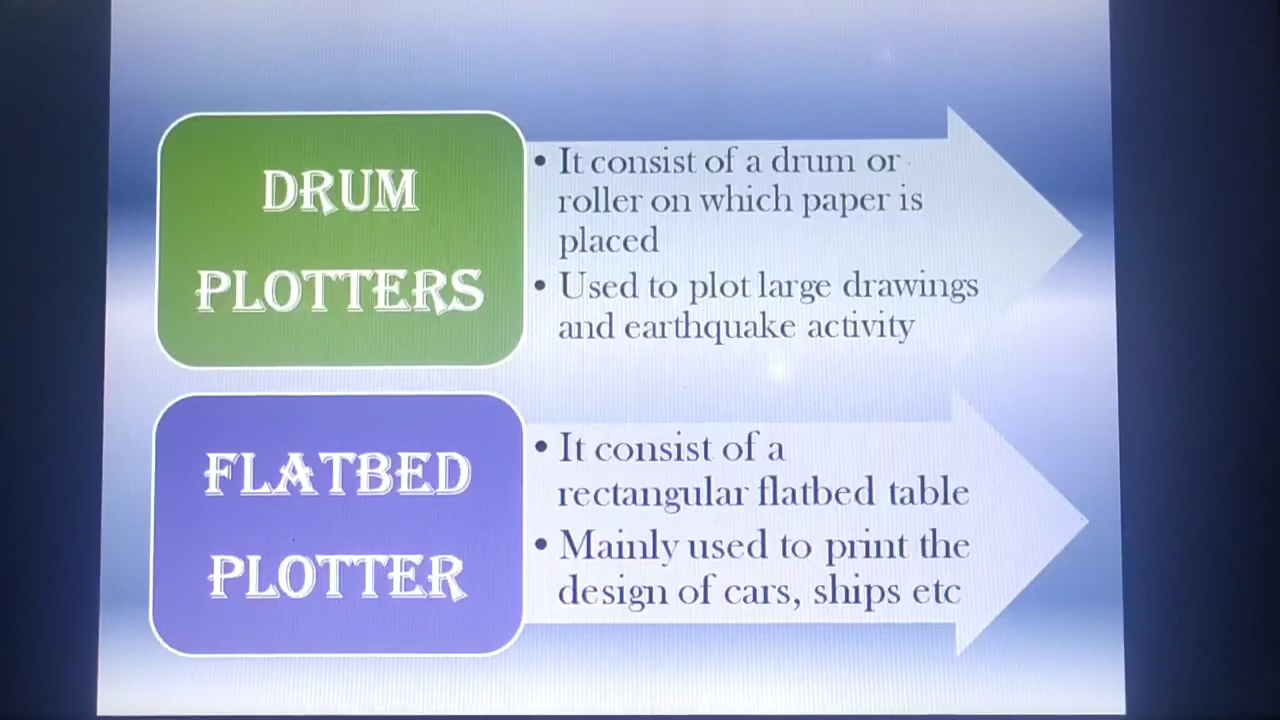 DRUM
PLOTTERS
• It consist of a drum or
roller on which paper is
placed
• Used to plot large drawings
and earthquake activity
FLATBED
PLOTTER
• It consist of a
rectangular flatbed table
• Mainly used to print the
design of cars, ships etc